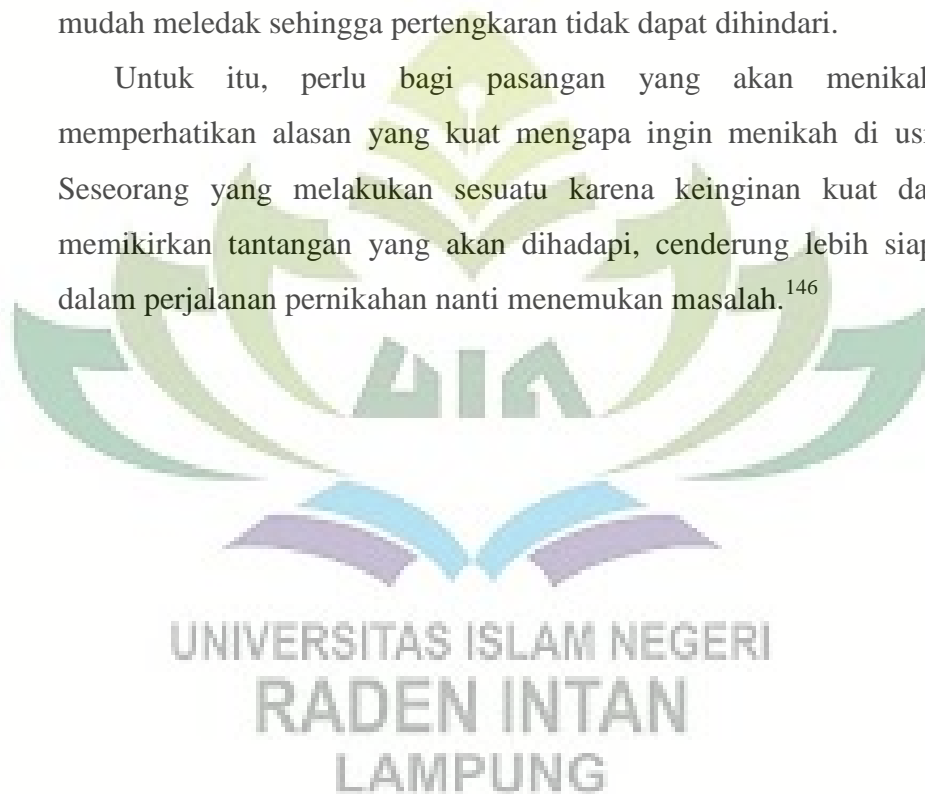 mudah meledak sehingga pertengkaran tidak dapat dihindari.
Untuk itu, perlu bagi pasangan yang akan menikah
memperhatikan alasan yang kuat mengapa ingin menikah di
Seseorang yang melakukan sesuatu karena keinginan kuat
memikirkan tantangan yang akan dihadapi, cenderung lebih siap
dalam perjalanan pernikahan nanti menemukan masalah.146
UIN
UNIVERSITAS ISLAM NEGERI
RADEN INTAN
LAMPUNG